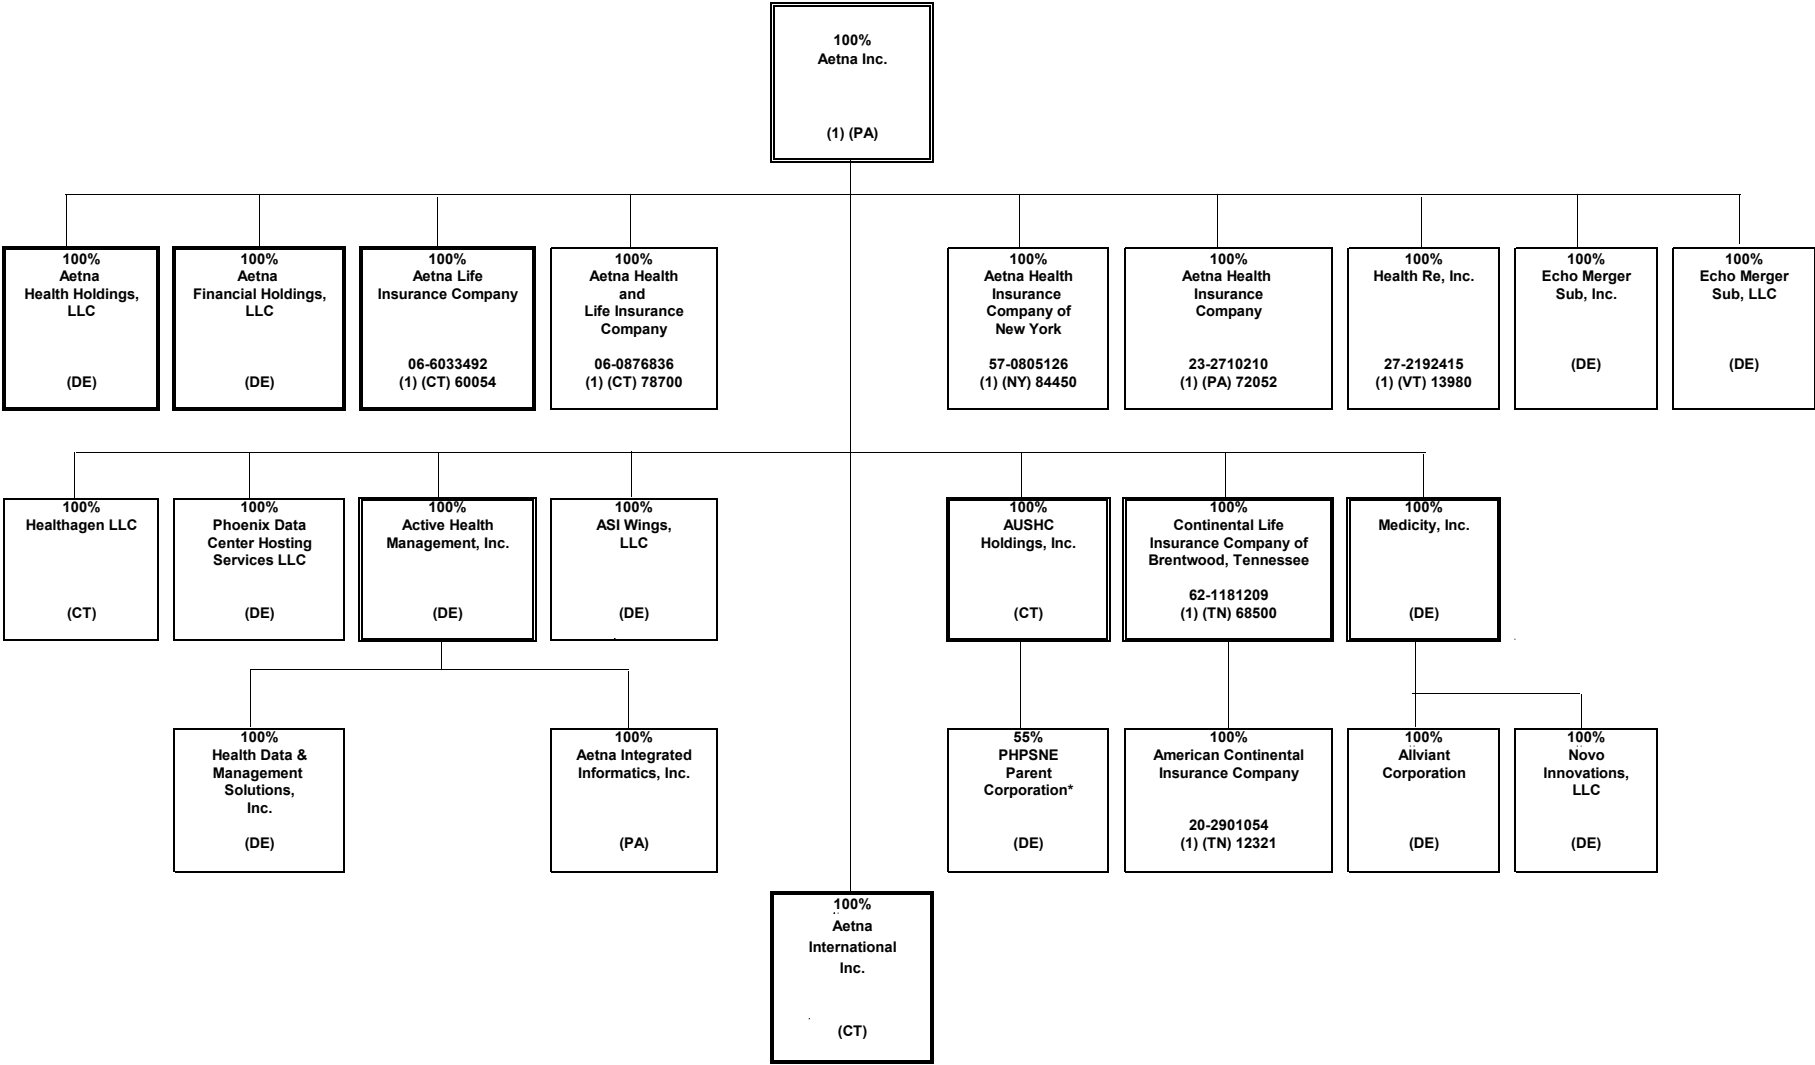 100%
Aetna Inc.
(1) (PA)
100%
Aetna
Health Holdings,
LLC
(DE)
100%
Aetna
Financial Holdings,
LLC
(DE)
100%
Aetna Life
Insurance Company
06-6033492
(1) (CT) 60054
100%
Aetna Health
and
Life Insurance
Company
06-0876836
(1) (CT) 78700
100%
Aetna Health
Insurance
Company of
New York
57-0805126
(1) (NY) 84450
100%
Aetna Health
Insurance
Company
23-2710210
(1) (PA) 72052
100%
Health Re, Inc.
27-2192415
(1) (VT) 13980
100%
Echo Merger
Sub, Inc.
(DE)
100%
Echo Merger
Sub, LLC
(DE)
100%
Healthagen LLC
(CT)
100%
Phoenix Data
Center Hosting
Services LLC
(DE)
100%
Active Health
Management, Inc.
(DE)
100%
ASI Wings,
LLC
(DE)
100%
AUSHC
Holdings, Inc.
(CT)
100%
Continental Life
Insurance Company of
Brentwood, Tennessee
62-1181209
(1) (TN) 68500
100%
Medicity, Inc.
(DE)
100%
Health Data &
Management
Solutions,
Inc.
(DE)
100%
Aetna Integrated
Informatics, Inc.
(PA)
55%
PHPSNE
Parent
Corporation*
(DE)
100%
American Continental
Insurance Company
20-2901054
(1) (TN) 12321
100%
Allviant
Corporation
(DE)
100%
Novo
Innovations,
LLC
(DE)
100%
Aetna
International
Inc.
(CT)